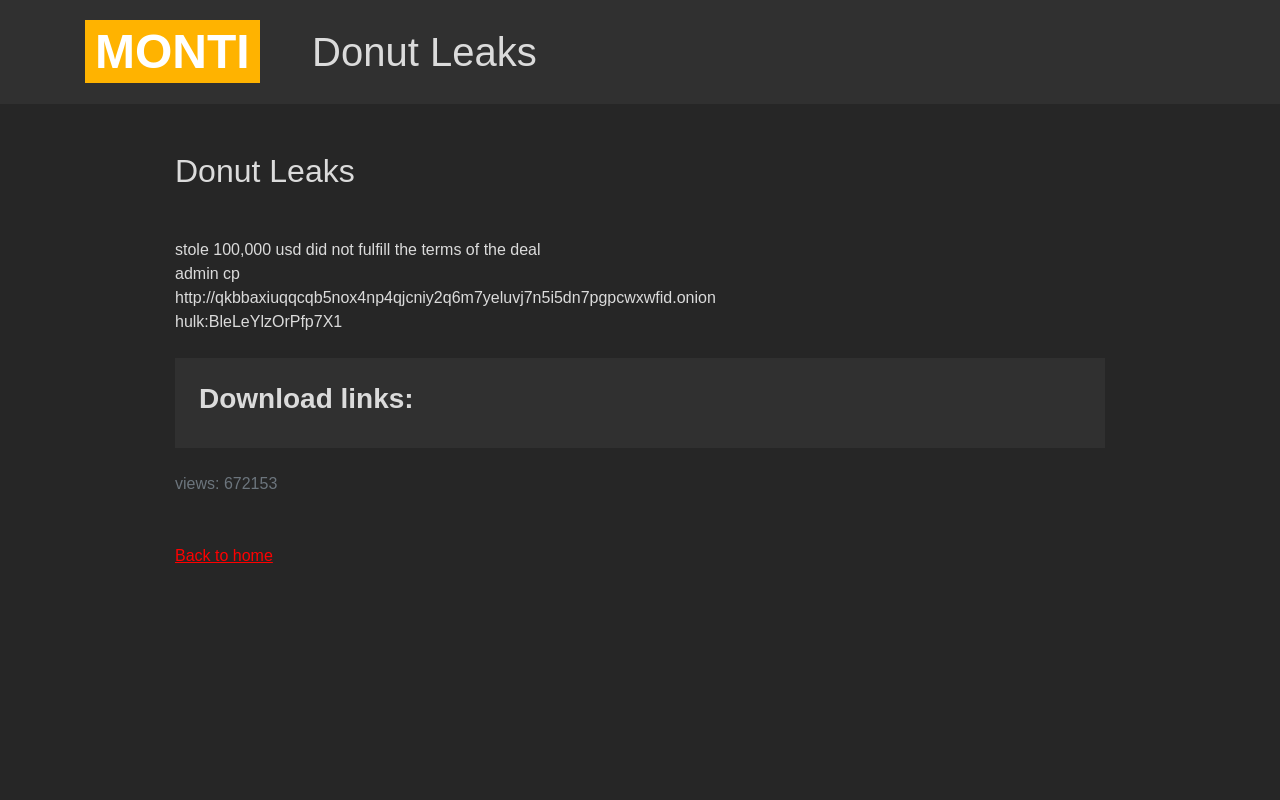 MONTI
Donut Leaks
Donut Leaks
stole 100,000 usd did not fulfill the terms of the deal
admin cp
http://qkbbaxiuqqcqb5nox4np4qjcniy2q6m7yeluvj7n5i5dn7pgpcwxwfid.onion
hulk:BleLeYlzOrPfp7X1
Download links:
views: 672153
Back to home